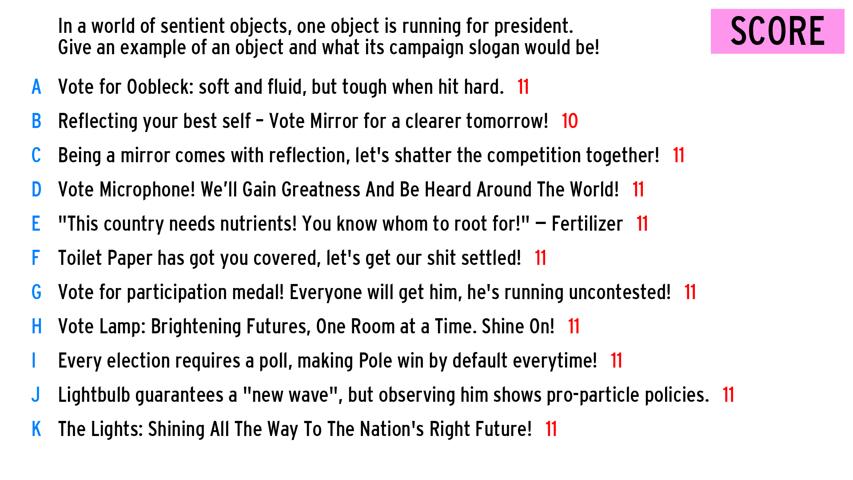 In a world of sentient objects, one object is running for president.
Give an example of an object and what its campaign slogan would be!
SCORE
A Vote for Oobleck: soft and fluid, but tough when hit hard. 11
B Reflecting your best self – Vote Mirror for a clearer tomorrow! 10
C Being a mirror comes with reflection, let's shatter the competition together! 11
D Vote Microphone! We’ll Gain Greatness And Be Heard Around The World! 11
E "This country needs nutrients! You know whom to root for!" — Fertilizer 11
F Toilet Paper has got you covered, let's get our shit settled! 11
G Vote for participation medal! Everyone will get him, he's running uncontested! 11
H Vote Lamp: Brightening Futures, One Room at a Time. Shine On! 11
I Every election requires a poll, making Pole win by default everytime! 11
J Lightbulb guarantees a "new wave", but observing him shows pro-particle policies. 11
K The Lights: Shining All The Way To The Nation's Right Future! 11